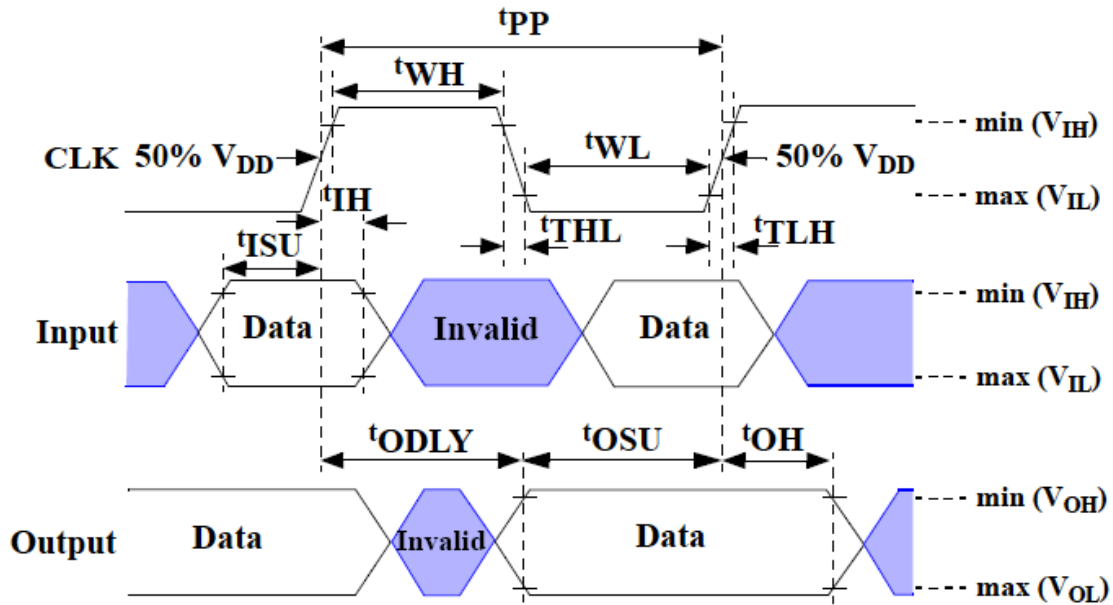 tPP
tWH
min (VIH)
CLK 50% VDD
tWL
50% VDD
max (VIL)
tIH
tTHL
tTLH
tISU
min (VIH)
Input
Data
Invalid
Data
max (VIL)
tODLY
tOSU
tOH
min (VOH)
Output
Data
Invalid
Data
max (VOL)